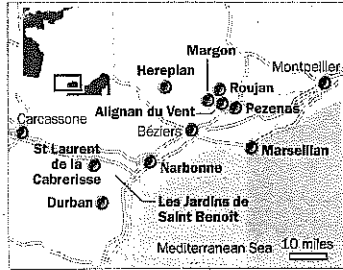 Margon
Herepian
Roujan
Montpellier
Alignan du Vent
Pezenas
Carcassone
Béziers
St Laurent
de la
Cabrerisse
Marseillan
Narbonne
Durban
Les Jardins de
Saint Benoit
Mediterranean Sea
10 miles